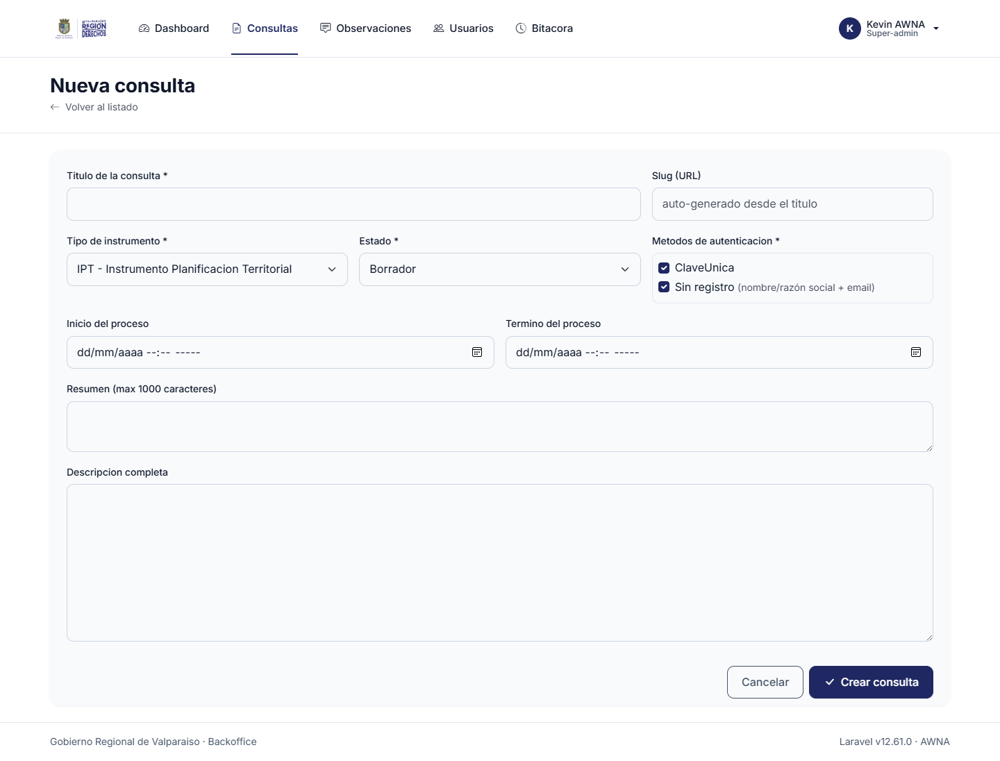 VALPARAÍSO
REGIÓN
DERECHOS
Dashboard
Consultas
Observaciones
Usuarios
Bitacora
K
Kevin AWNA
Super-admin
Nueva consulta
← Volver al listado
Titulo de la consulta *
Slug (URL)
auto-generado desde el titulo
Tipo de instrumento *
Estado *
Metodos de autenticacion *
IPT - Instrumento Planificacion Territorial
Borrador
ClaveUnica
Sin registro (nombre/razón social + email)
Inicio del proceso
Termino del proceso
dd/mm/aaaa --:-- -----
dd/mm/aaaa --:-- -----
Resumen (max 1000 caracteres)
Descripcion completa
Cancelar
Crear consulta
Gobierno Regional de Valparaiso · Backoffice
Laravel v12.61.0 · AWNA